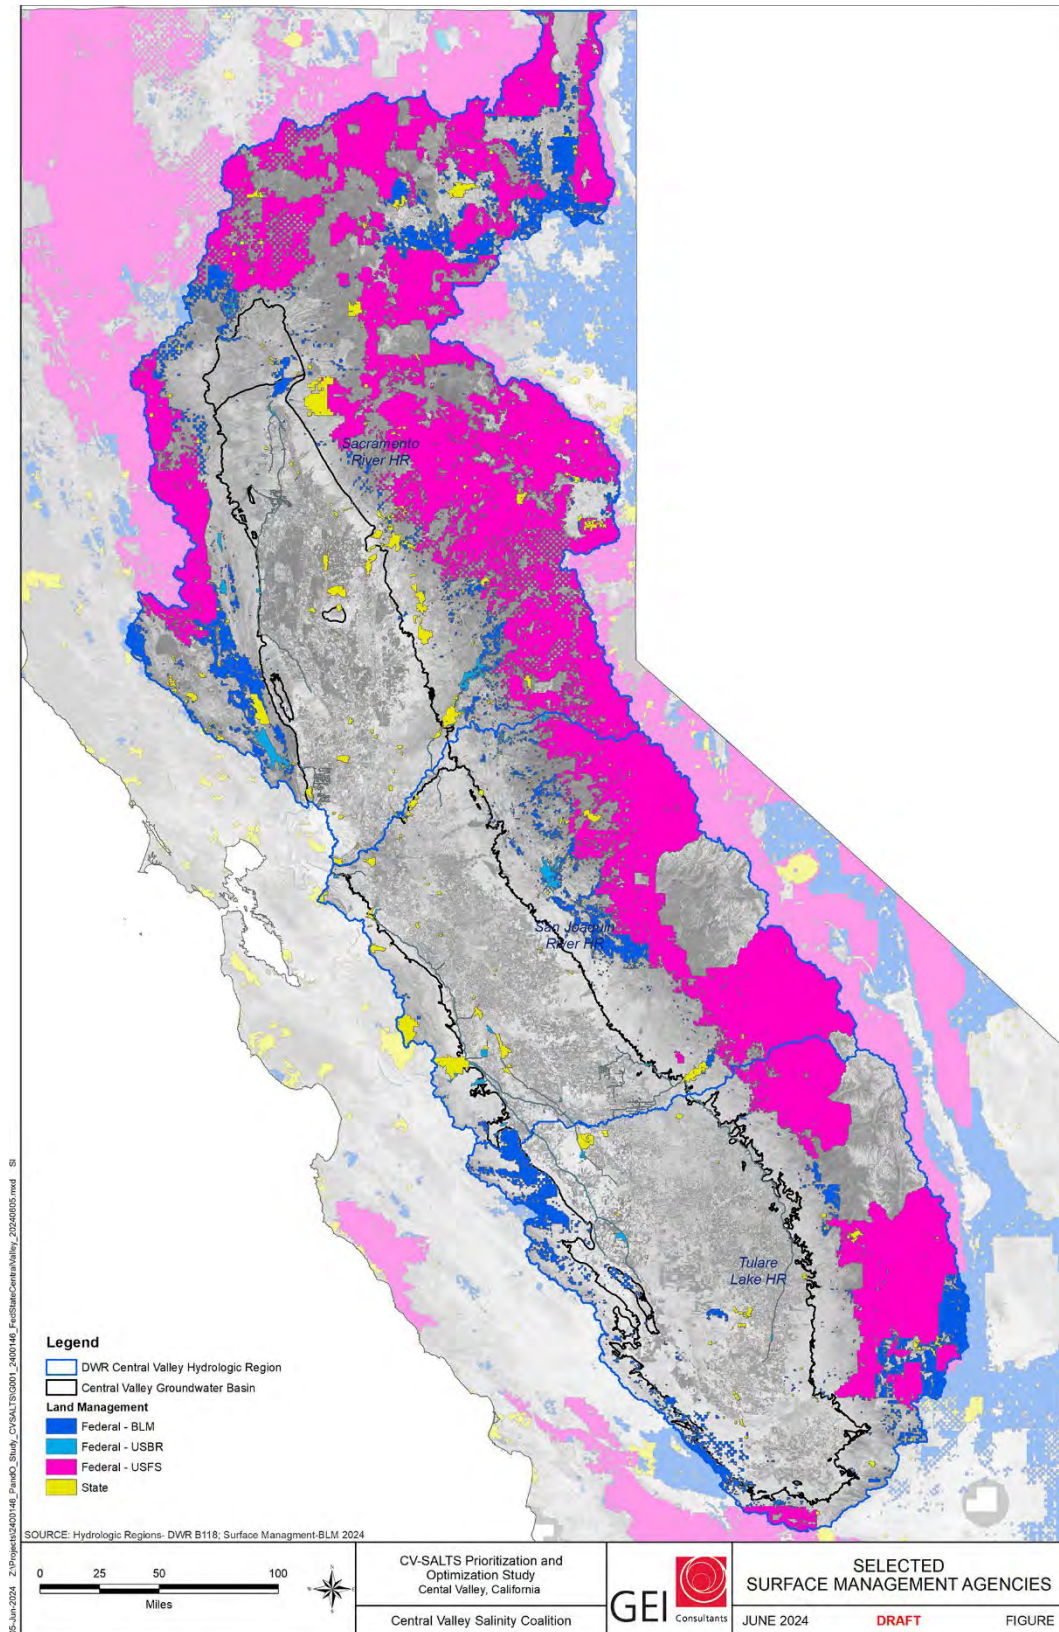 Sacramento
River HR
San Joaquin
River HR
Tulare
Lake HR
Legend
DWR Central Valley Hydrologic Region
Central Valley Groundwater Basin
Land Management
Federal - BLM
Federal - USBR
Federal - USFS
State
SOURCE: Hydrologic Regions- DWR B118; Surface Managment-BLM 2024
0 25 50 100
Miles
CV-SALTS Prioritization and
Optimization Study
Cental Valley, California
Central Valley Salinity Coalition
GEI Consultants
SELECTED
SURFACE MANAGEMENT AGENCIES
JUNE 2024 DRAFT FIGURE